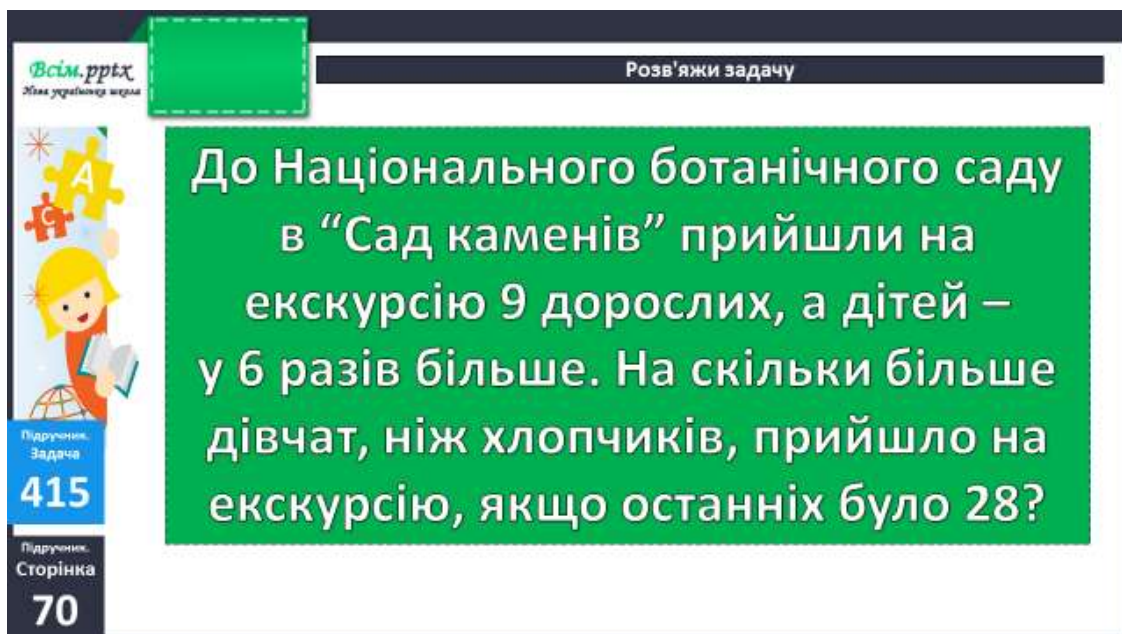 Всім.pptx
Нова українська школа
Розв'яжи задачу
А
С
До Національного ботанічного саду
в “Сад каменів” прийшли на
екскурсію 9 дорослих, а дітей –
у 6 разів більше. На скільки більше
дівчат, ніж хлопчиків, прийшло на
екскурсію, якщо останніх було 28?
Підручник.
Задача
415
Підручник.
Сторінка
70